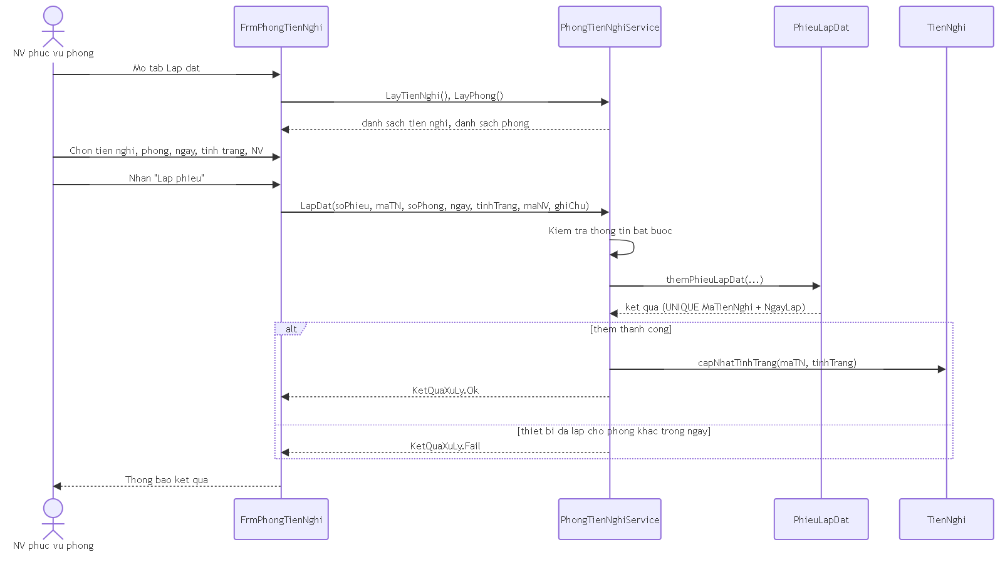 NV phuc vu phong
FrmPhongTienNghi
PhongTienNghiService
PhieuLapDat
TienNghi
Mo tab Lap dat
LayTienNghi(), LayPhong()
danh sach tien nghi, danh sach phong
Chon tien nghi, phong, ngay, tinh trang, NV
Nhan "Lap phieu"
LapDat(soPhieu, maTN, soPhong, ngay, tinhTrang, maNV, ghiChu)
Kiem tra thong tin bat buoc
themPhieuLapDat(...)
ket qua (UNIQUE MaTienNghi + NgayLap)
alt
[them thanh cong]
capNhatTinhTrang(maTN, tinhTrang)
KetQuaXuLy.Ok
[thiet bi da lap cho phong khac trong ngay]
KetQuaXuLy.Fail
Thong bao ket qua
NV phuc vu phong
FrmPhongTienNghi
PhongTienNghiService
PhieuLapDat
TienNghi